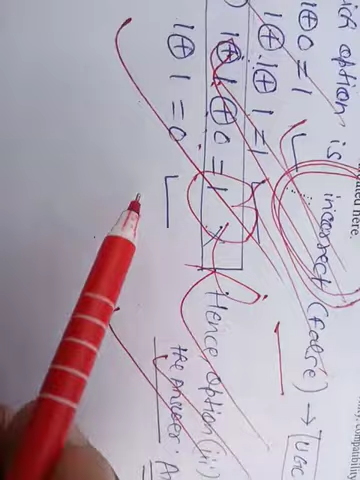 ich option is incorrect (false) → UGC
1⊕0 = 1
1⊕1⊕1 = 1
1⊕1⊕0 = 1
1⊕1 = 0
Hence option (iii)
the answer.